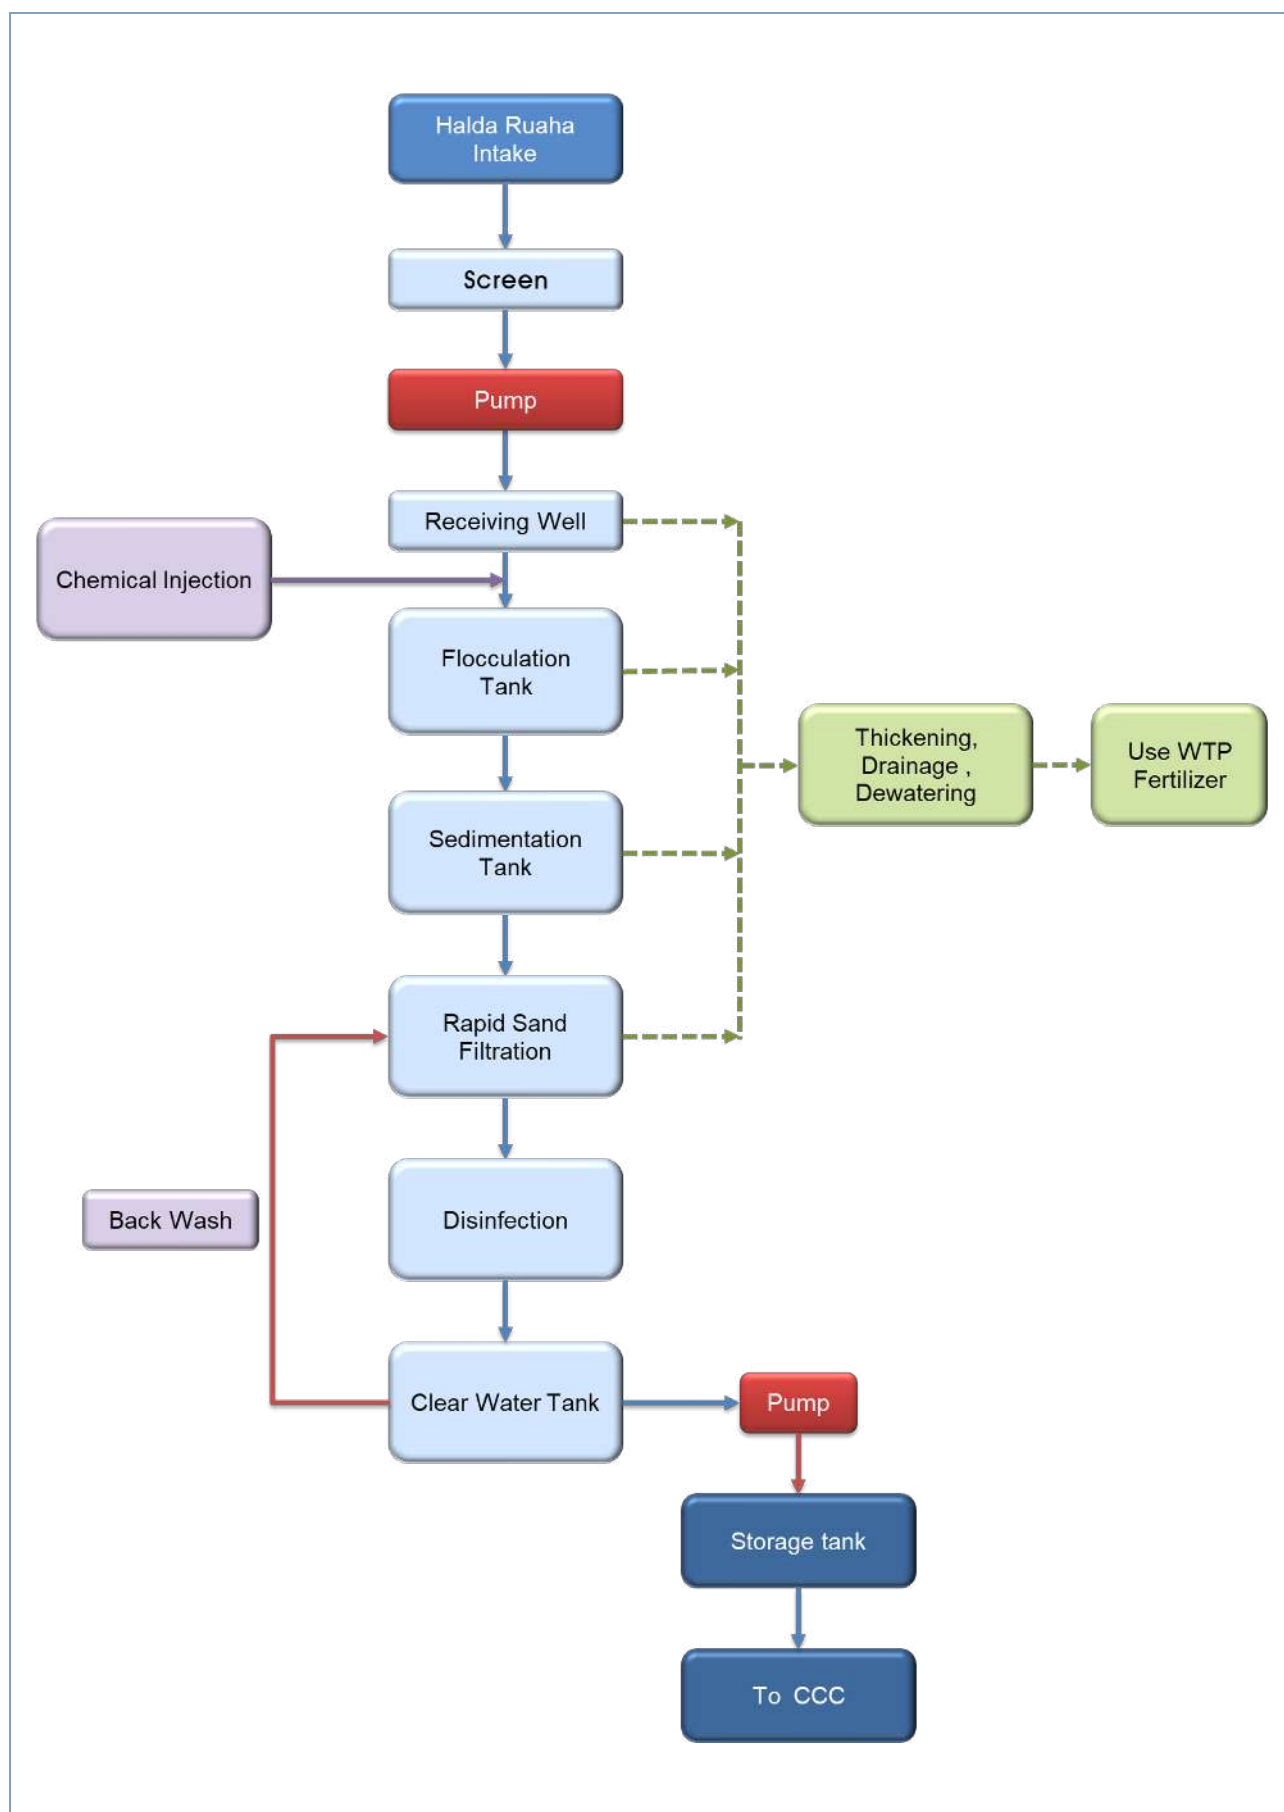 Halda Ruaha
Intake
Screen
Pump
Receiving Well
Chemical Injection
Flocculation
Tank
Thickening,
Drainage ,
Dewatering
Use WTP
Fertilizer
Sedimentation
Tank
Rapid Sand
Filtration
Back Wash
Disinfection
Clear Water Tank
Pump
Storage tank
To CCC